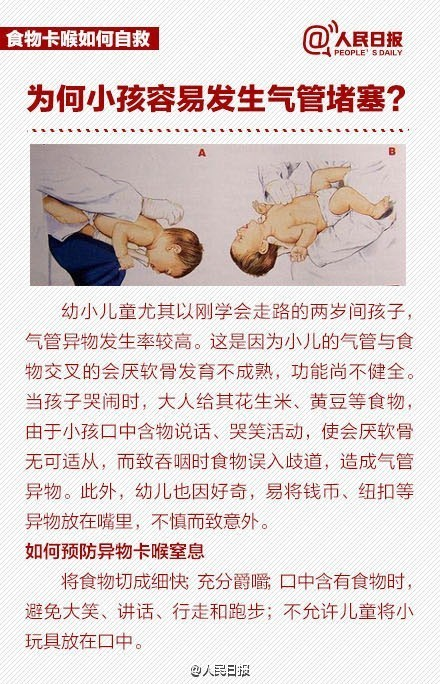 食物卡喉如何自救
@人民日报
PEOPLE'S DAILY
为何小孩容易发生气管堵塞?
A
B
幼小儿童尤其以刚学会走路的两岁间孩子,
气管异物发生率较高。这是因为小儿的气管与食
物交叉的会厌软骨发育不成熟,功能尚不健全。
当孩子哭闹时,大人给其花生米、黄豆等食物,
由于小孩口中含物说话、哭笑活动,使会厌软骨
无可适从,而致吞咽时食物误入歧道,造成气管
异物。此外,幼儿也因好奇,易将钱币、纽扣等
异物放在嘴里,不慎而致意外。
如何预防异物卡喉窒息
将食物切成细快;充分爵嚼;口中含有食物时,
避免大笑、讲话、行走和跑步;不允许儿童将小
玩具放在口中。
@人民日报